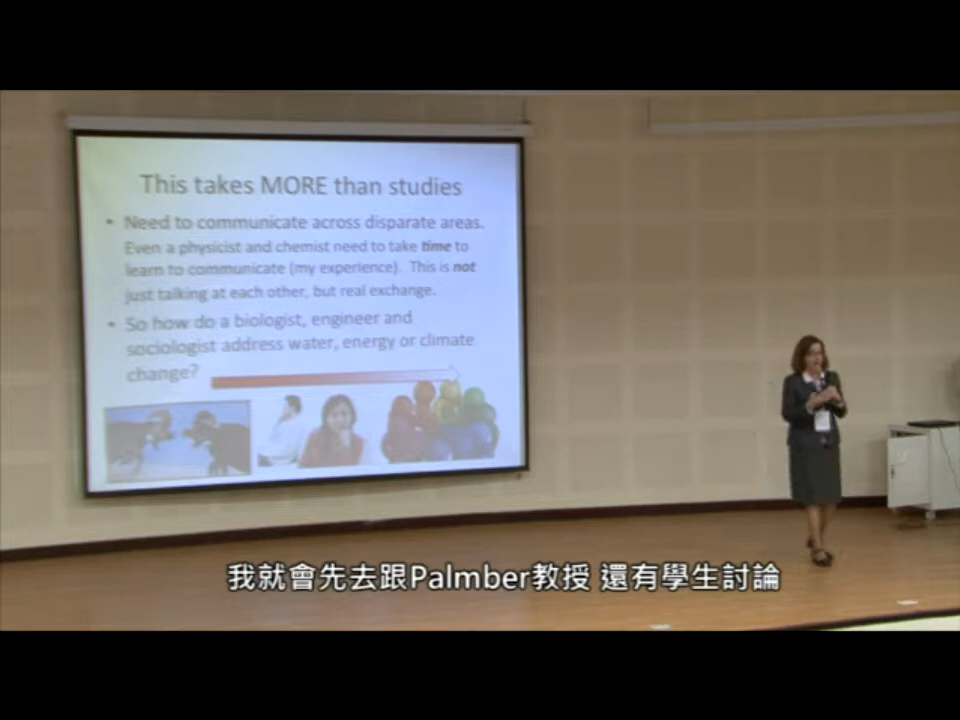 This takes MORE than studies
• Need to communicate across disparate areas.
Even a physicist and chemist need to take time to
learn to communicate (my experience). This is not
just talking at each other, but real exchange.
• So how do a biologist, engineer and
sociologist address water, energy or climate
change?
我就會先去跟Palmber教授 還有學生討論